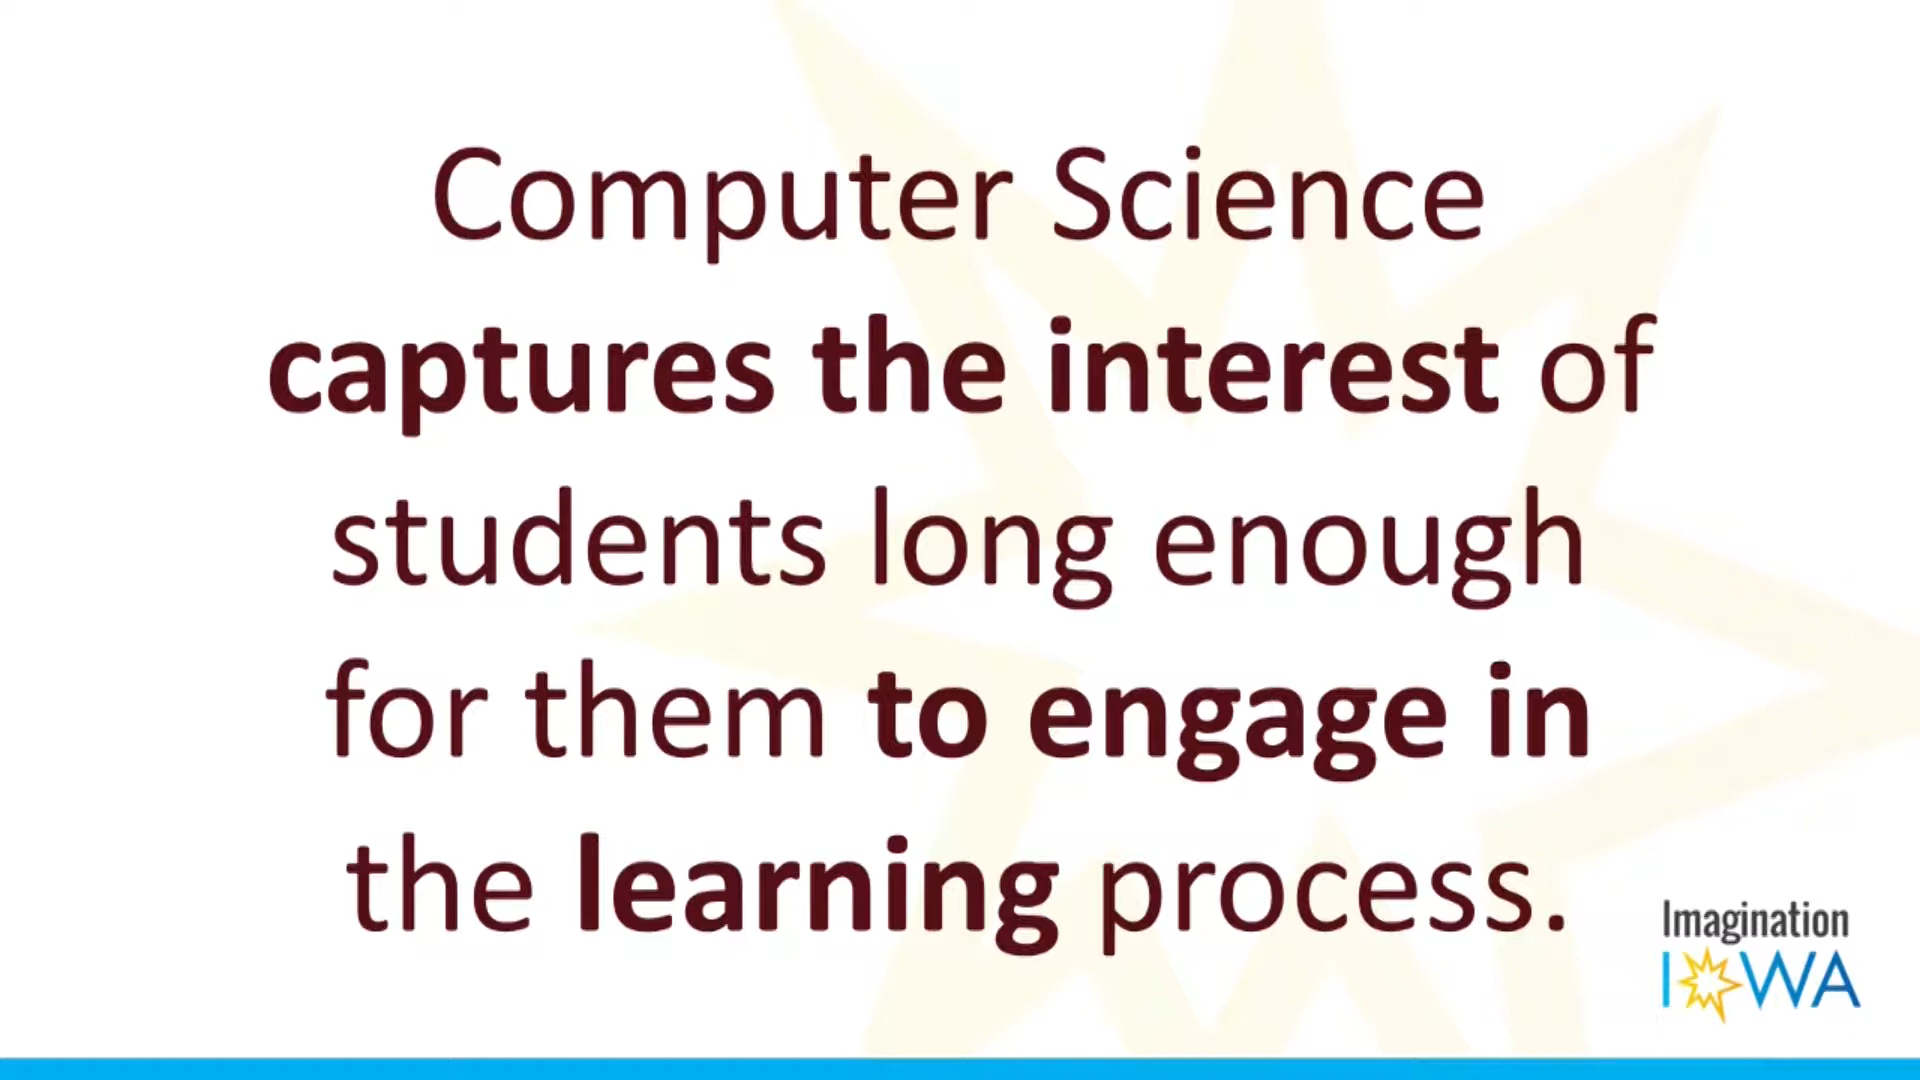 Computer Science
captures the interest of
students long enough
for them to engage in
the learning process.
Imagination
IOWA